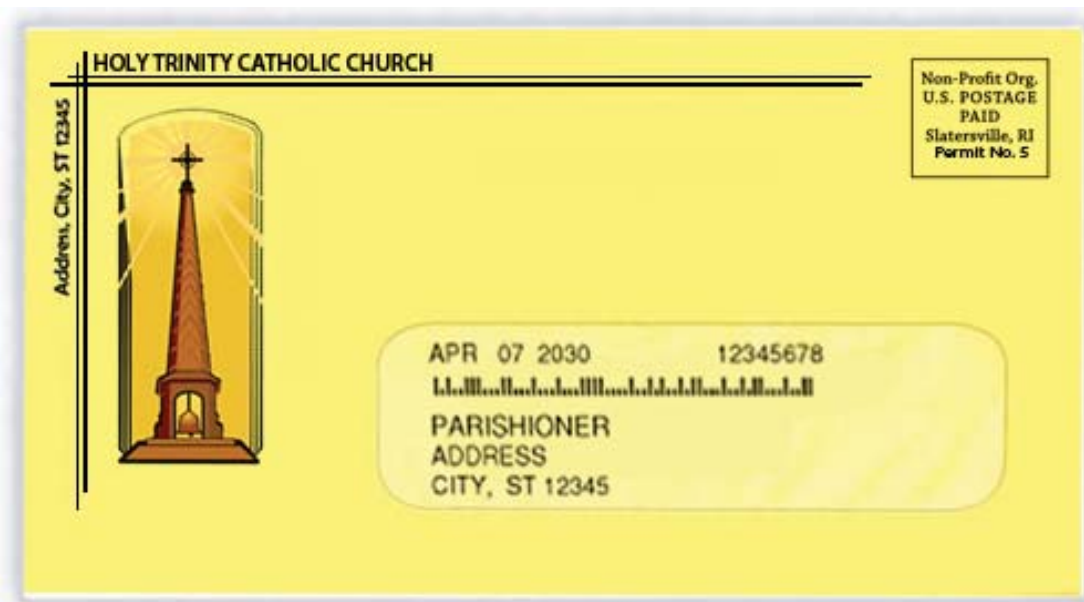 HOLY TRINITY CATHOLIC CHURCH
Address, City, ST 12345
Non-Profit Org.
U.S. POSTAGE
PAID
Slatersville, RI
Permit No. 5
APR 07 2030 12345678
PARISHIONER
ADDRESS
CITY, ST 12345